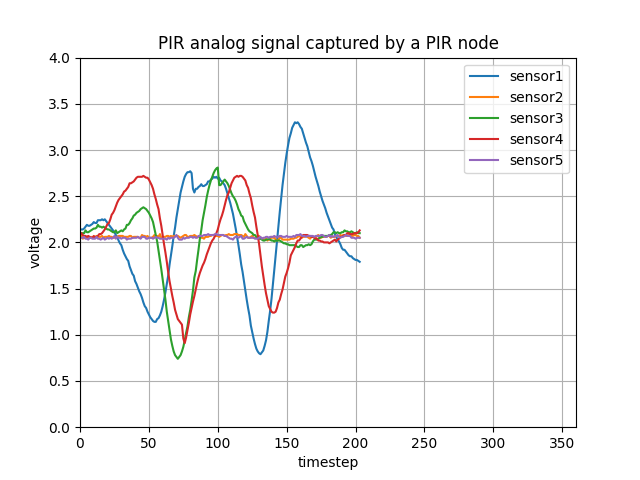 PIR analog signal captured by a PIR node
4.0
3.5
3.0
2.5
2.0
1.5
1.0
0.5
0.0
voltage
sensor1
sensor2
sensor3
sensor4
sensor5
0 50 100 150 200 250 300 350
timestep